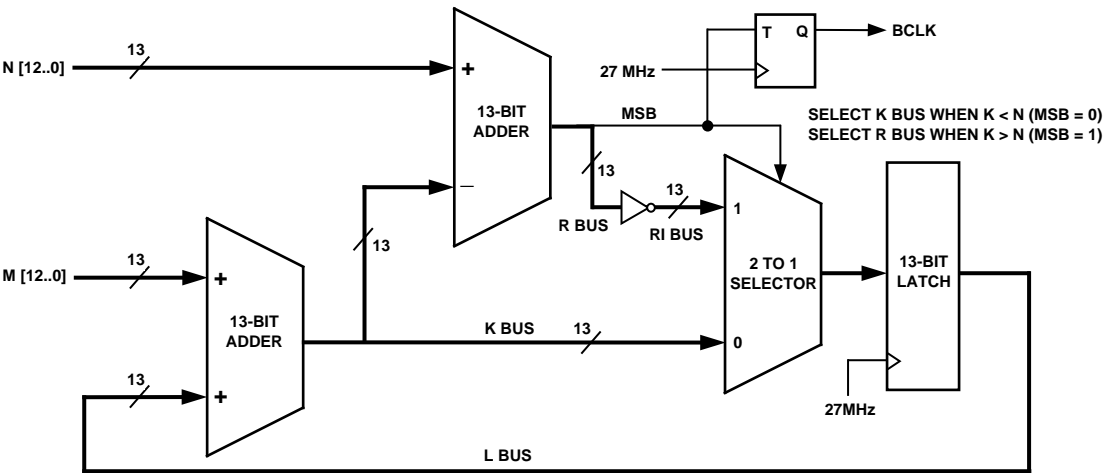 T Q
BCLK
13
N [12..0]
+
27 MHz
13-BIT
ADDER
MSB
SELECT K BUS WHEN K < N (MSB = 0)
SELECT R BUS WHEN K > N (MSB = 1)
13
–
13
1
R BUS
RI BUS
13
13
M [12..0]
+
2 TO 1
SELECTOR
13-BIT
LATCH
13-BIT
ADDER
K BUS
13
0
13
+
27MHz
L BUS